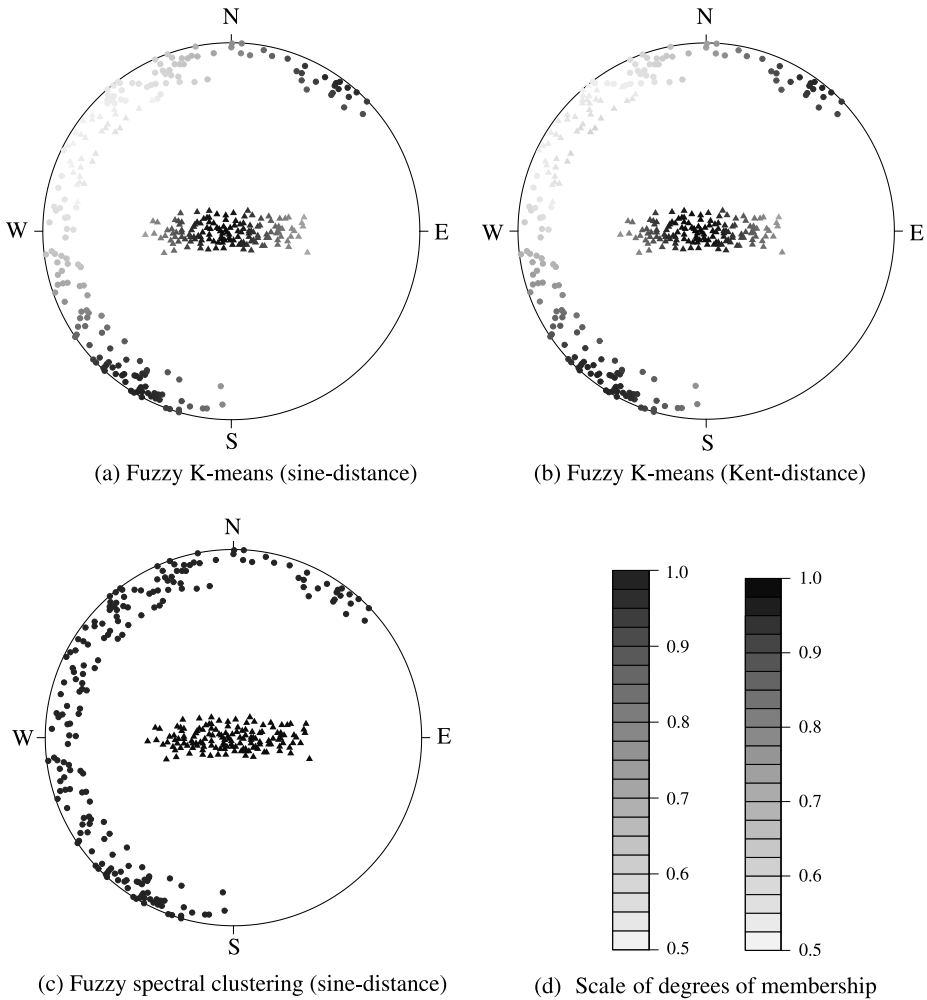 N
N
W
E
W
E
S
S
(a) Fuzzy K-means (sine-distance)
(b) Fuzzy K-means (Kent-distance)
N
W
E
S
1.0
0.9
0.8
0.7
0.6
0.5
1.0
0.9
0.8
0.7
0.6
0.5
(c) Fuzzy spectral clustering (sine-distance)
(d) Scale of degrees of membership